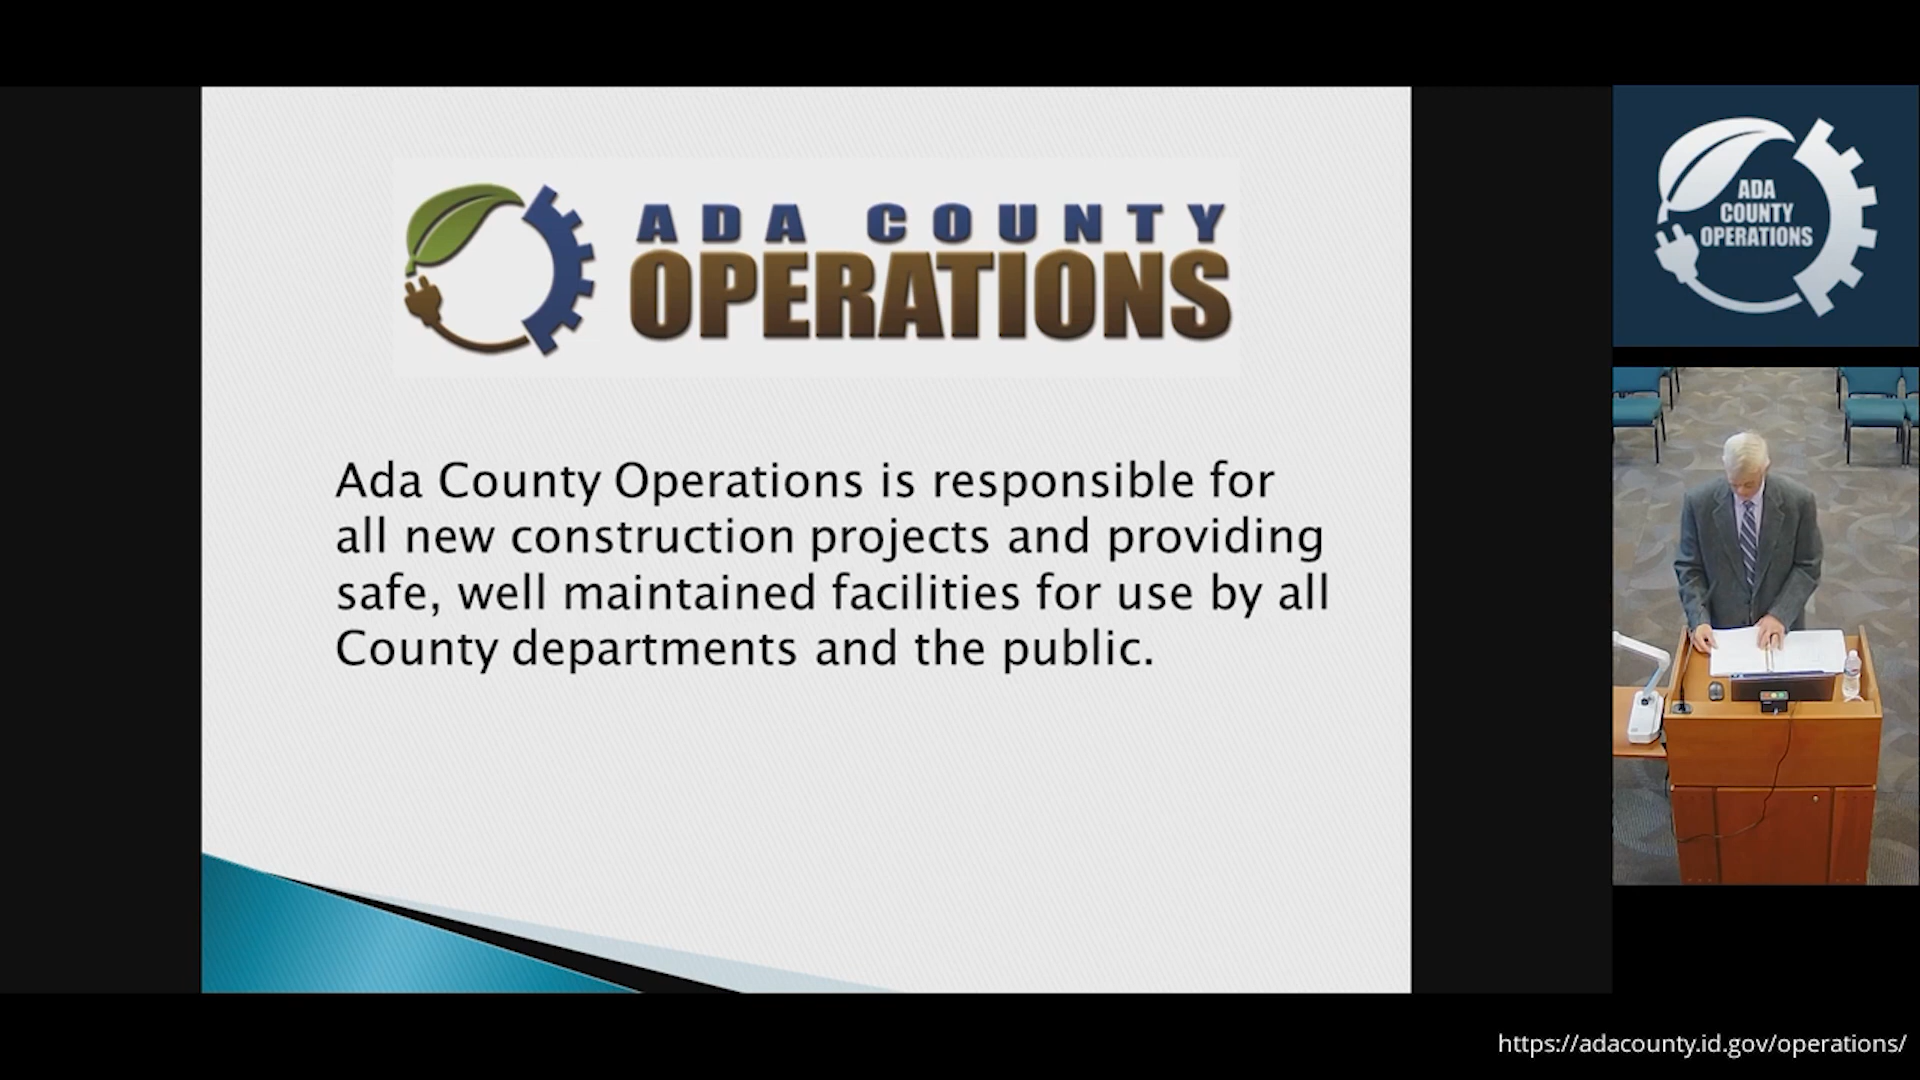 ADA COUNTY
OPERATIONS
Ada County Operations is responsible for
all new construction projects and providing
safe, well maintained facilities for use by all
County departments and the public.
ADA
COUNTY
OPERATIONS
https://adacounty.id.gov/operations/